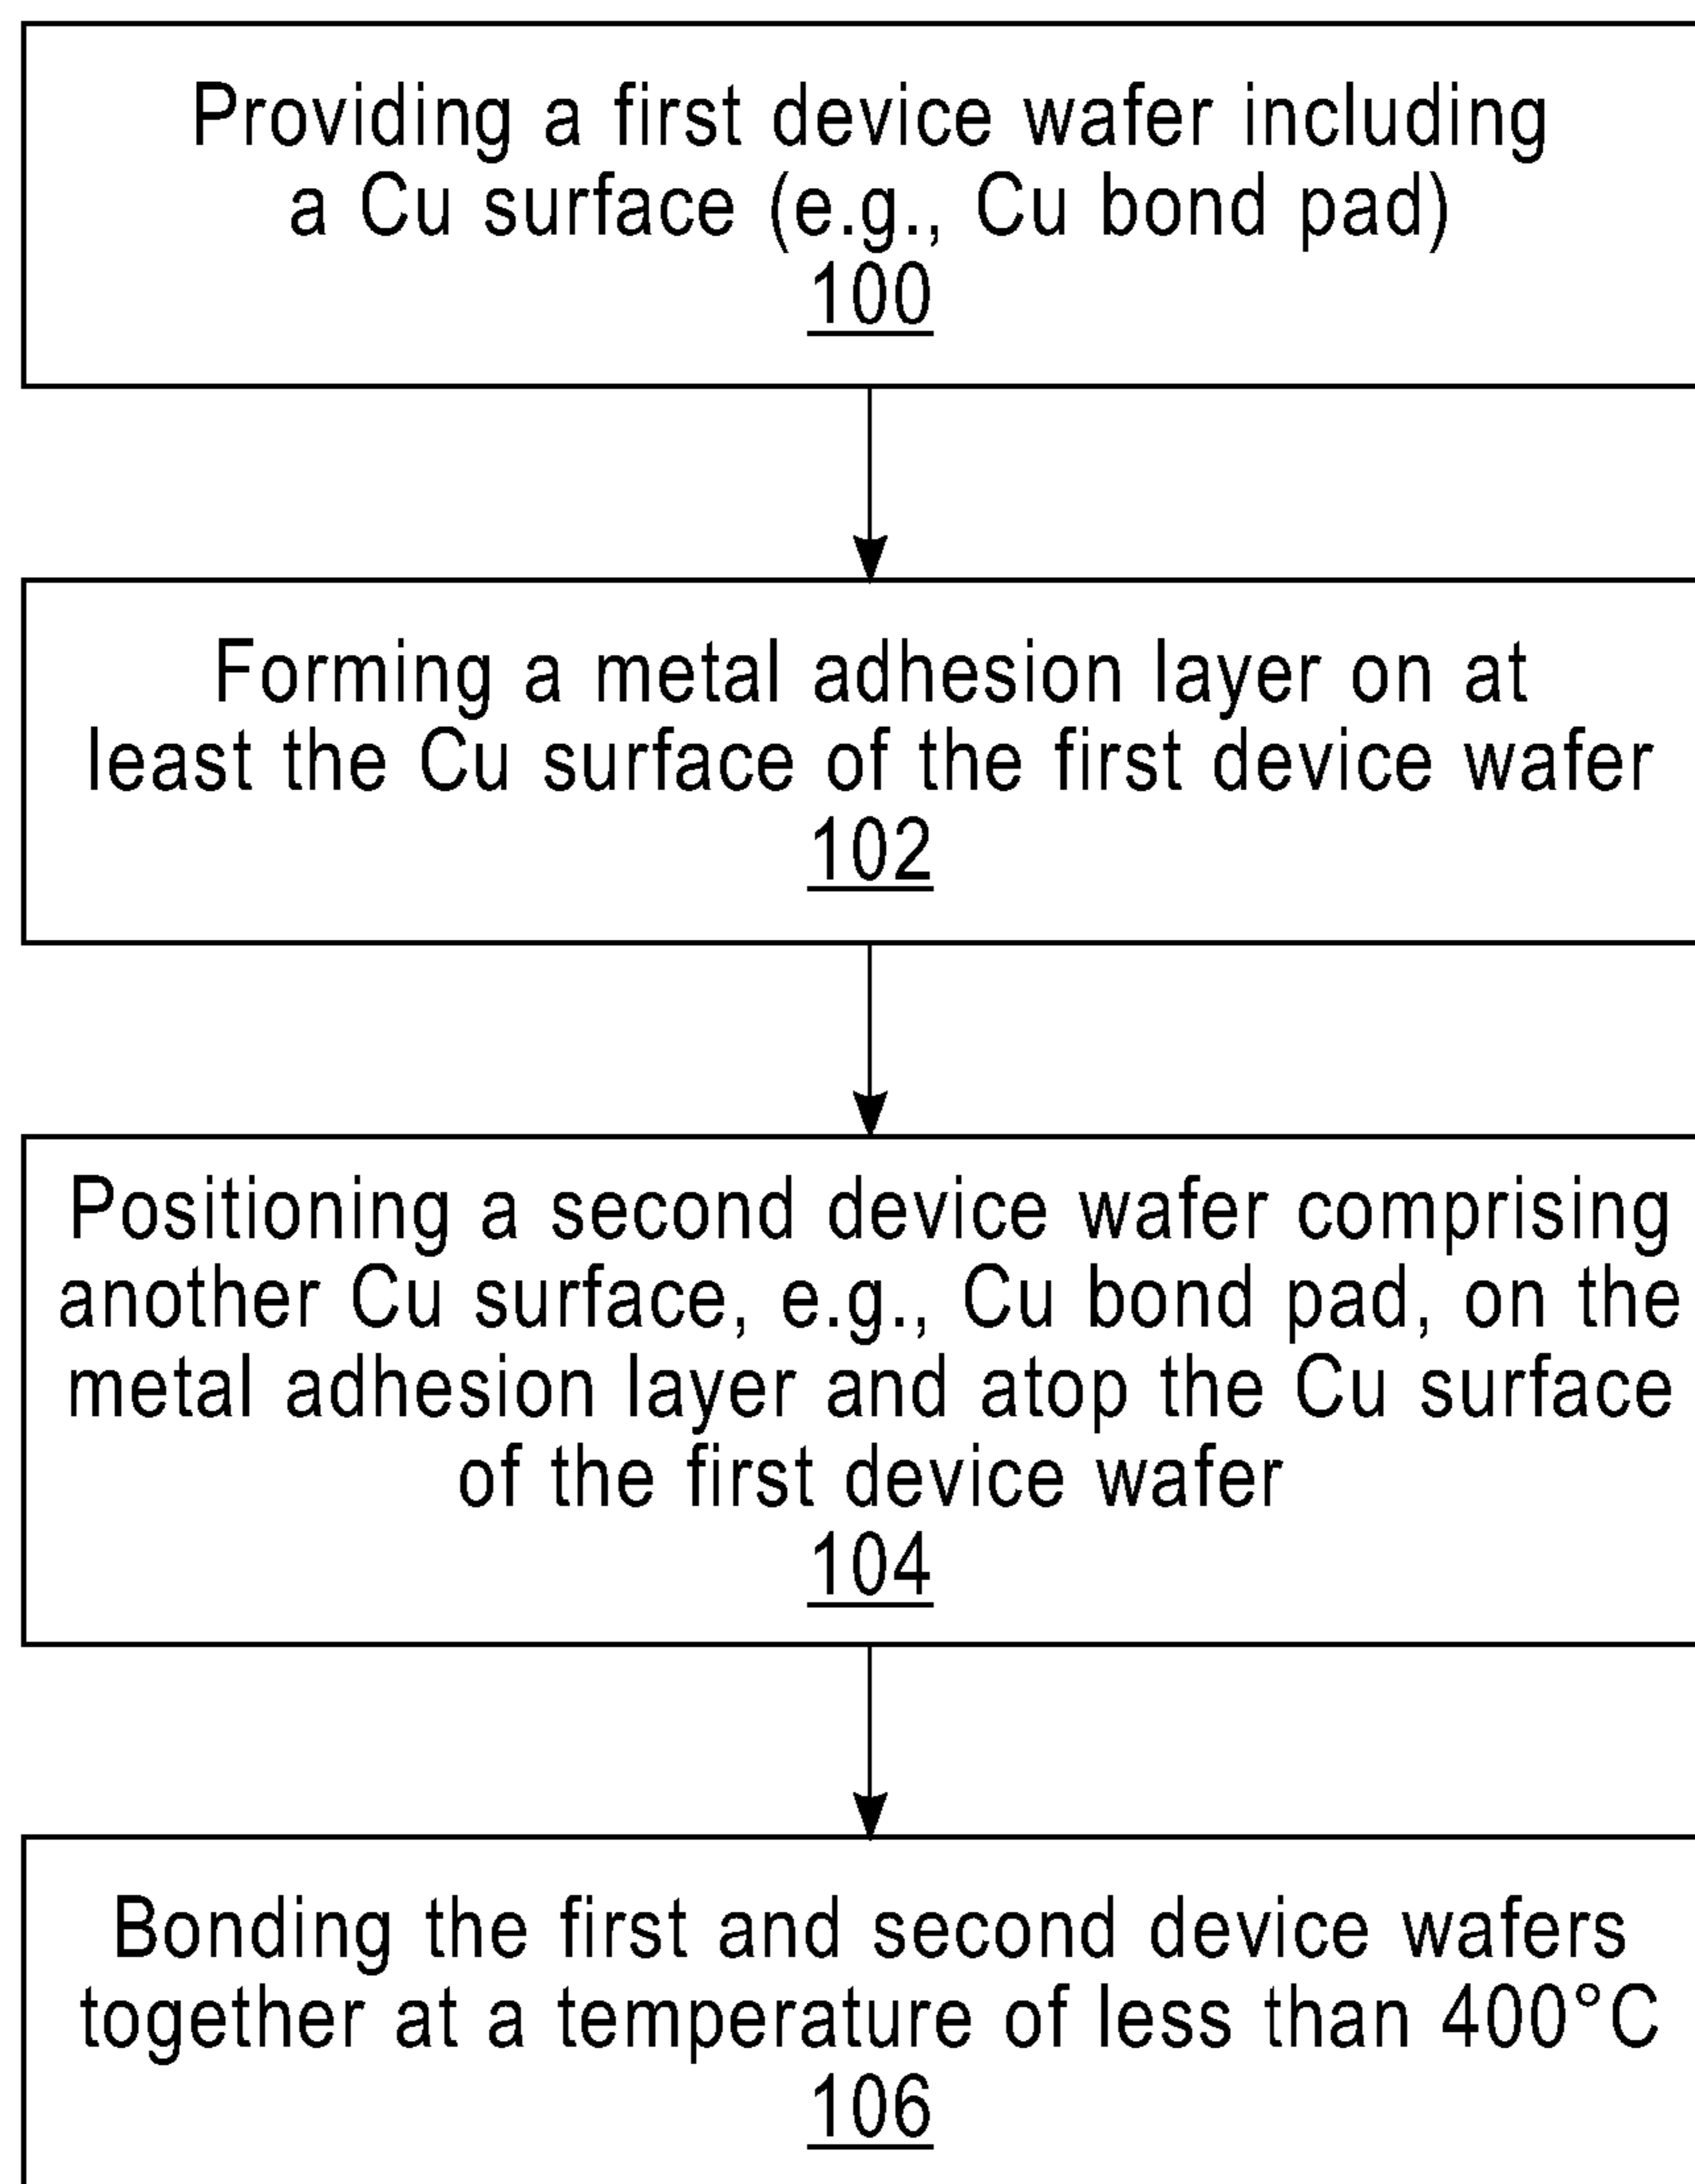 Providing a first device wafer including
a Cu surface (e.g., Cu bond pad)
100
Forming a metal adhesion layer on at
least the Cu surface of the first device wafer
102
Positioning a second device wafer comprising
another Cu surface, e.g., Cu bond pad, on the
metal adhesion layer and atop the Cu surface
of the first device wafer
104
Bonding the first and second device wafers
together at a temperature of less than 400°C
106